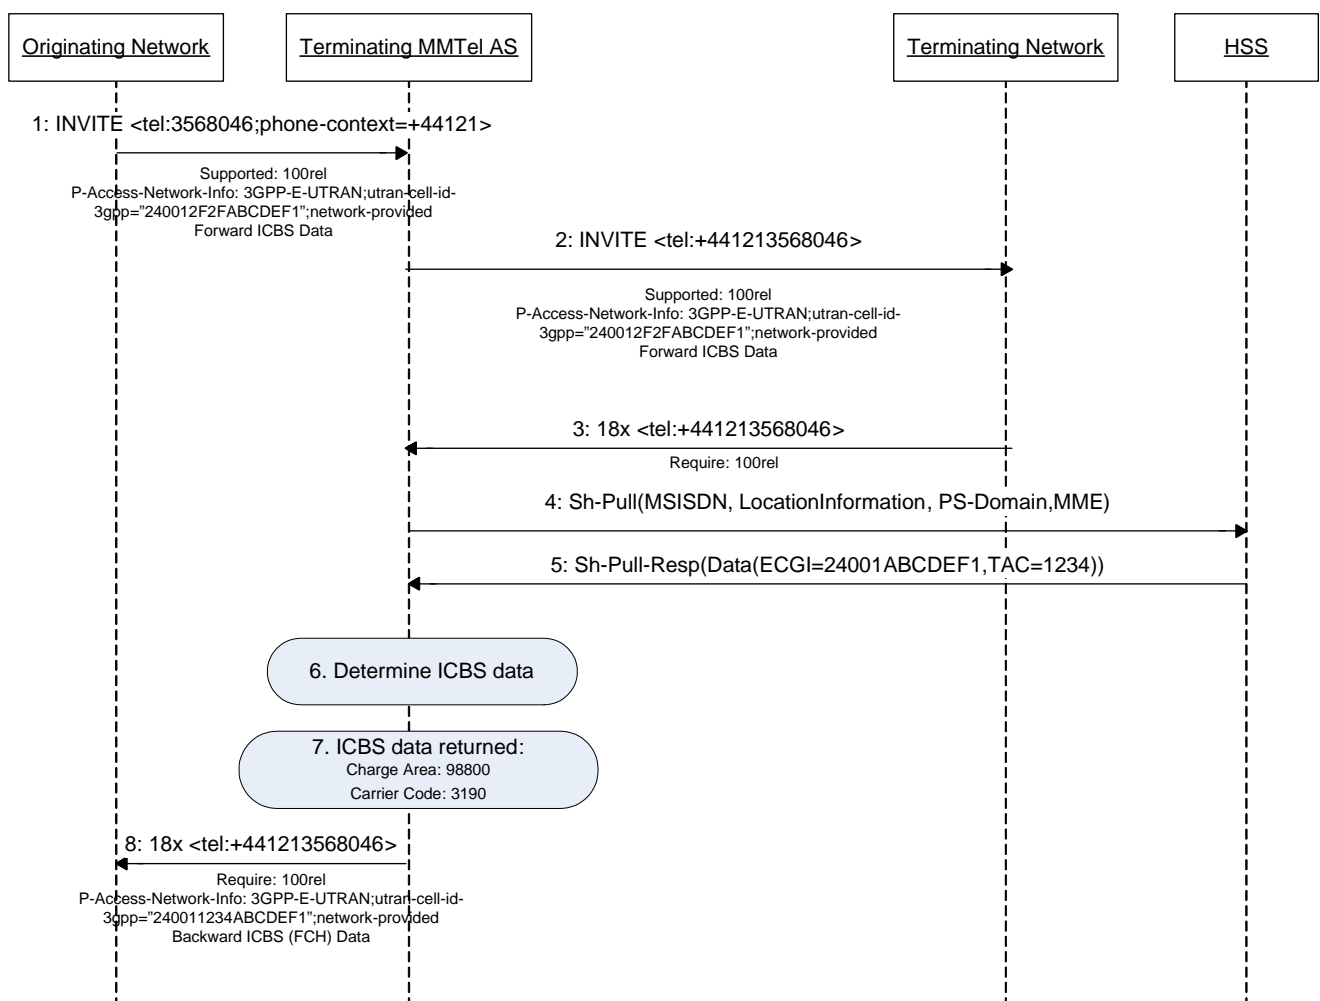 Originating Network
Terminating MMTel AS
Terminating Network
HSS
1: INVITE <tel:3568046;phone-context=+44121>
Supported: 100rel
P-Access-Network-Info: 3GPP-E-UTRAN;utran-cell-id-
3gpp=”240012F2FABCDEF1”;network-provided
Forward ICBS Data
2: INVITE <tel:+441213568046>
Supported: 100rel
P-Access-Network-Info: 3GPP-E-UTRAN;utran-cell-id-
3gpp=”240012F2FABCDEF1”;network-provided
Forward ICBS Data
3: 18x <tel:+441213568046>
Require: 100rel
4: Sh-Pull(MSISDN, LocationInformation, PS-Domain,MME)
5: Sh-Pull-Resp(Data(ECGI=24001ABCDEF1,TAC=1234))
6. Determine ICBS data
7. ICBS data returned:
Charge Area: 98800
Carrier Code: 3190
8: 18x <tel:+441213568046>
Require: 100rel
P-Access-Network-Info: 3GPP-E-UTRAN;utran-cell-id-
3gpp=”240011234ABCDEF1”;network-provided
Backward ICBS (FCH) Data